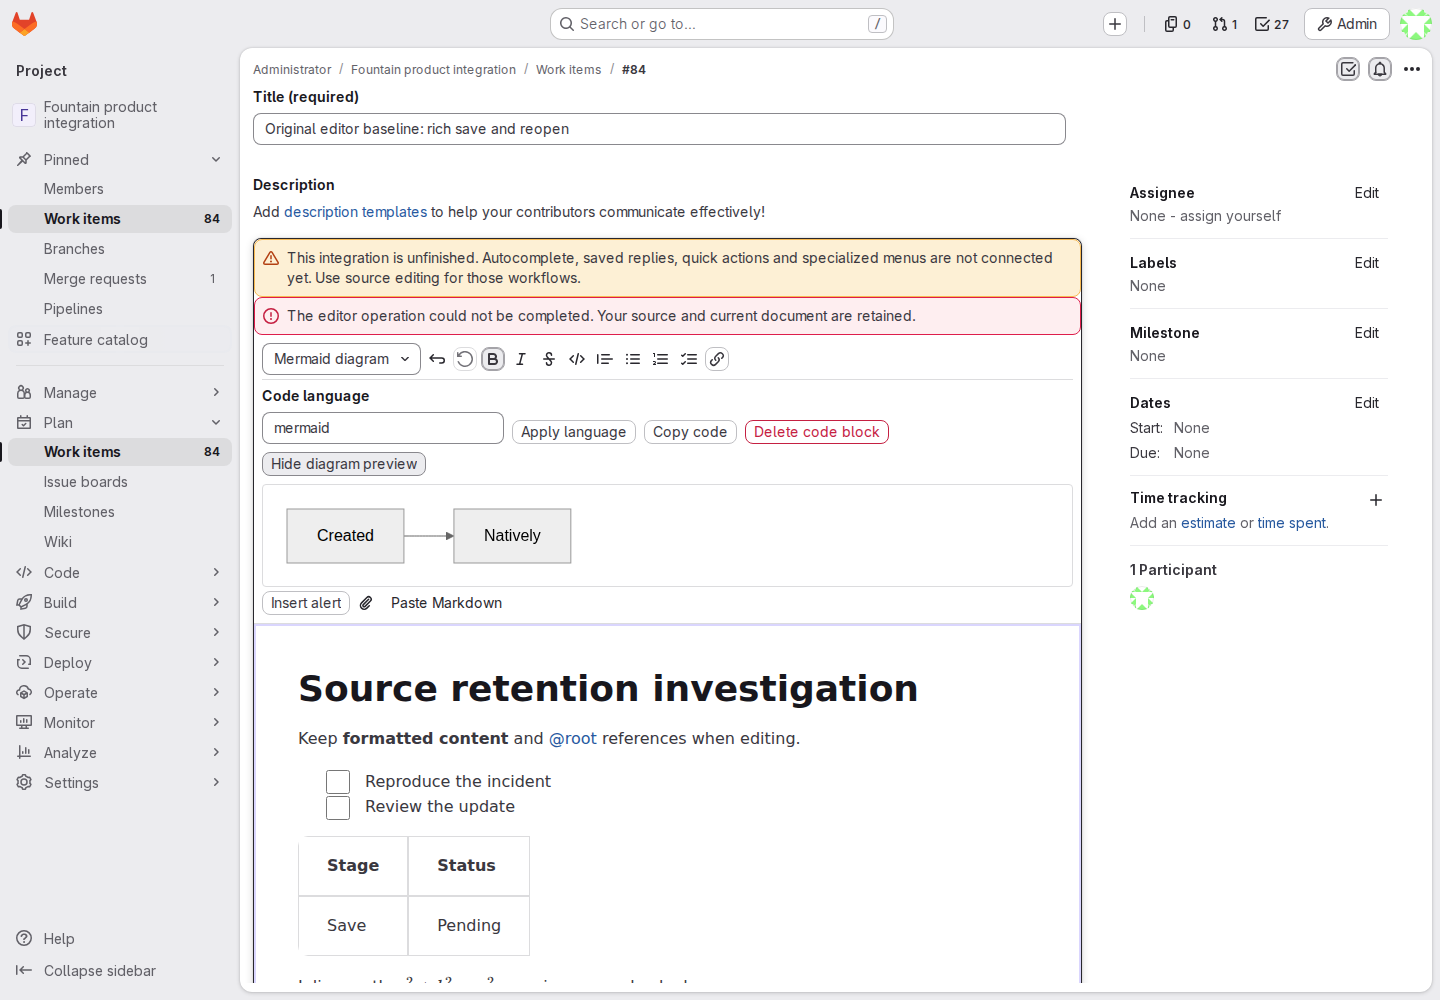 Search or go to...
/
0
1
27
Admin
Project
F
Fountain product
integration
Pinned
Members
Work items 84
Branches
Merge requests 1
Pipelines
Feature catalog
Manage
Plan
Work items 84
Issue boards
Milestones
Wiki
Code
Build
Secure
Deploy
Operate
Monitor
Analyze
Settings
Help
Collapse sidebar
Administrator / Fountain product integration / Work items / #84
Title (required)
Original editor baseline: rich save and reopen
Description
Add description templates to help your contributors communicate effectively!
This integration is unfinished. Autocomplete, saved replies, quick actions and specialized menus are not connected
yet. Use source editing for those workflows.
The editor operation could not be completed. Your source and current document are retained.
Mermaid diagram
Code language
mermaid
Apply language
Copy code
Delete code block
Hide diagram preview
Created
Natively
Insert alert
Paste Markdown
Source retention investigation
Keep formatted content and @root references when editing.
Reproduce the incident
Review the update
Stage Status
Save Pending
Assignee Edit
None - assign yourself
Labels Edit
None
Milestone Edit
None
Dates Edit
Start: None
Due: None
Time tracking
Add an estimate or time spent.
1 Participant